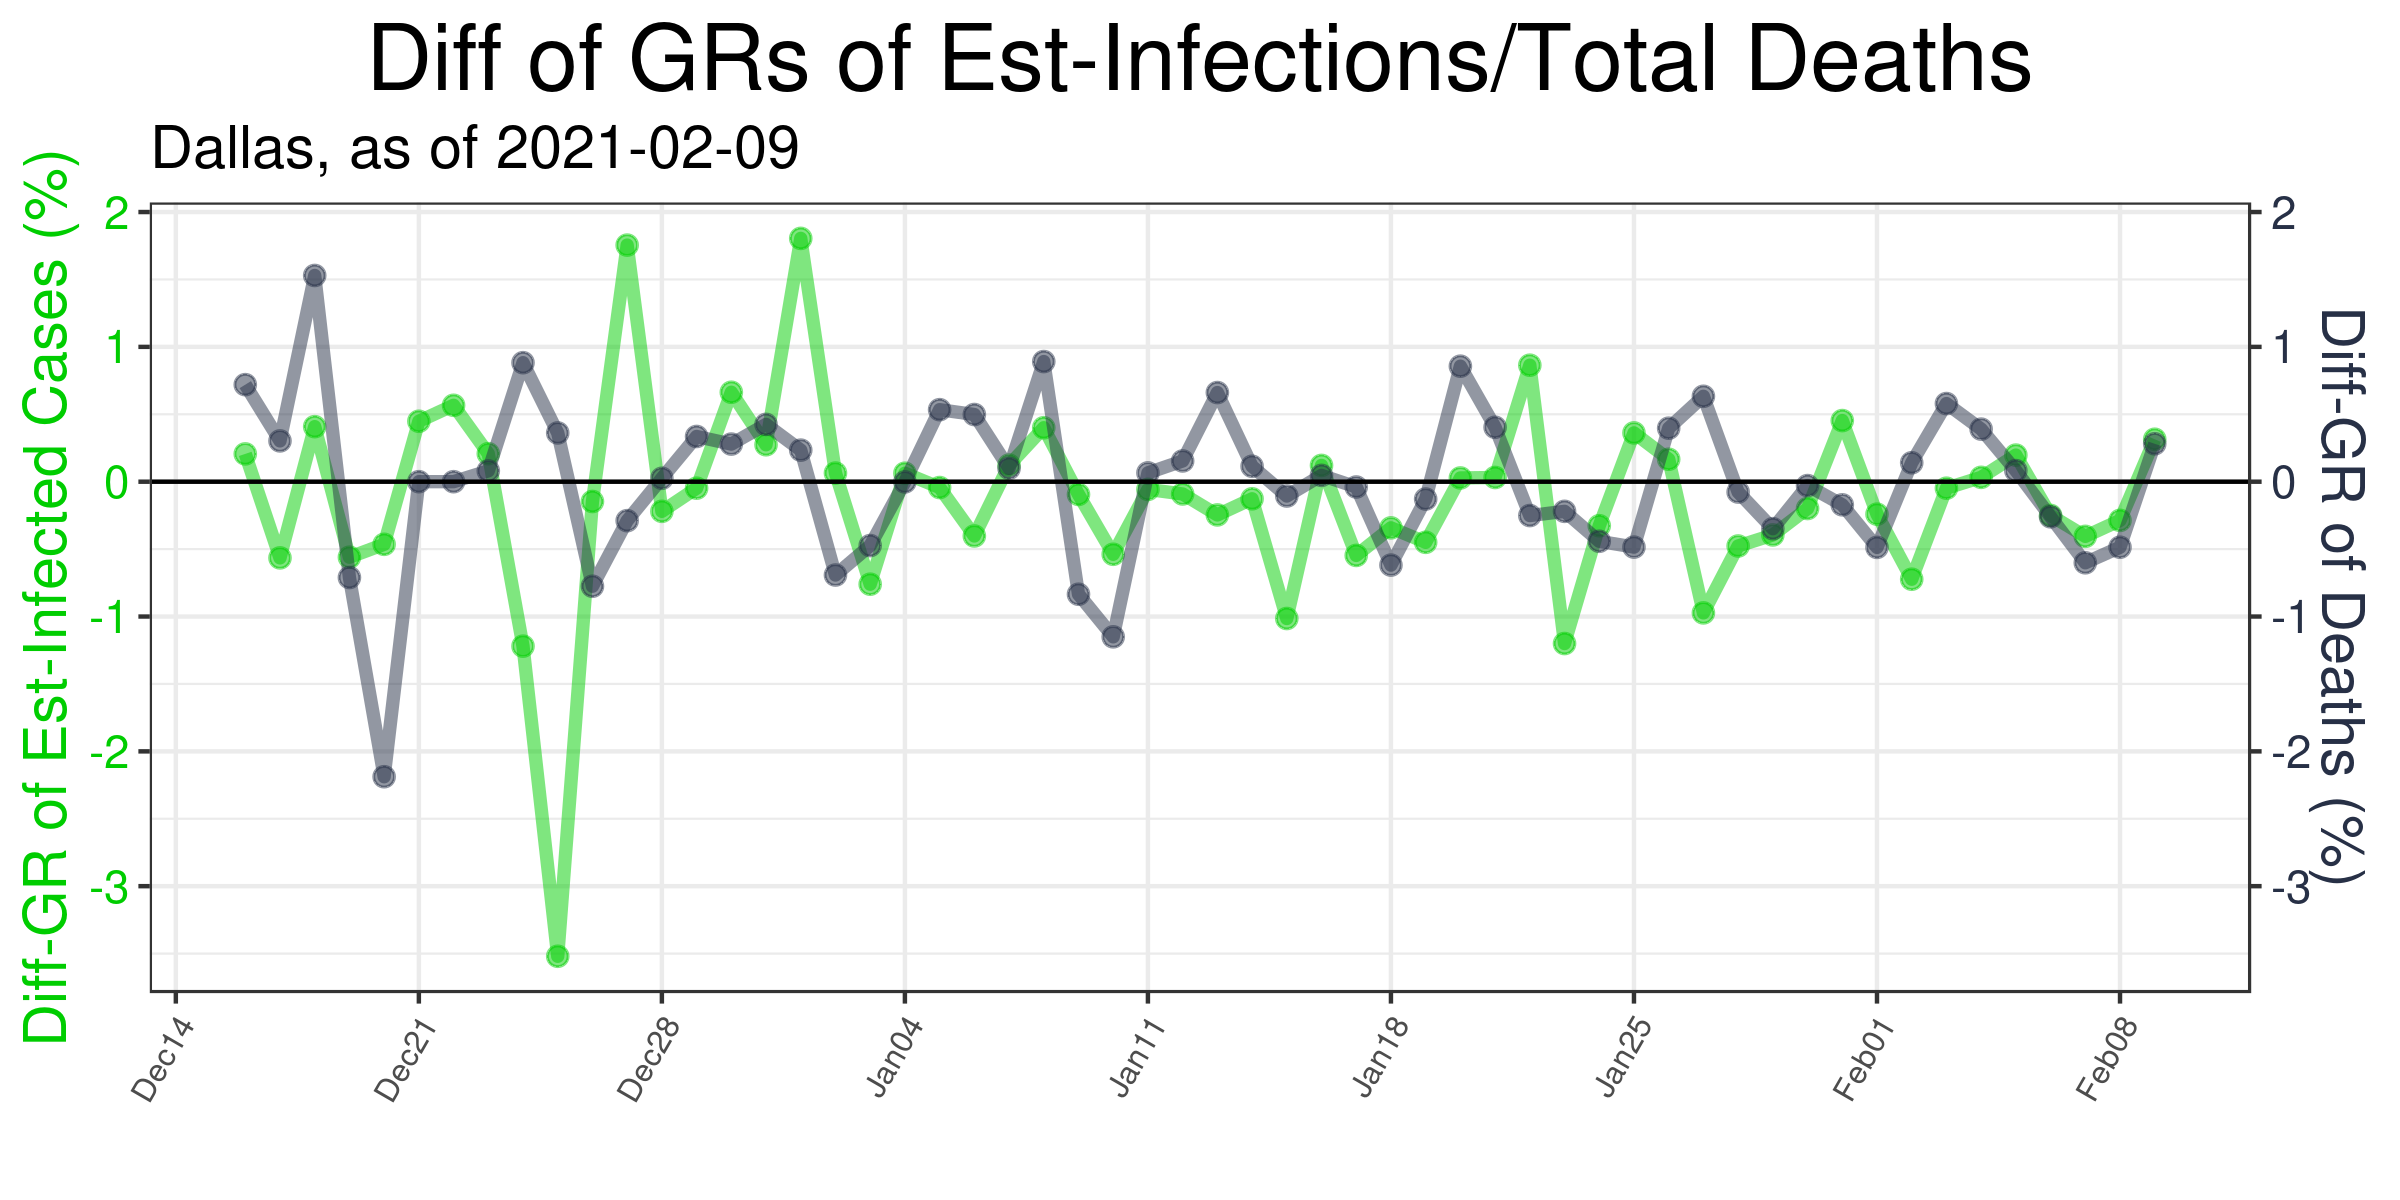 Diff of GRs of Est-Infections/Total Deaths
Dallas, as of 2021-02-09
Diff-GR of Est-Infected Cases (%)
2
1
0
-1
-2
-3
2
1
0
-1
-2
-3
Diff-GR of Deaths (%)
Dec14
Dec21
Dec28
Jan04
Jan11
Jan18
Jan25
Feb01
Feb08